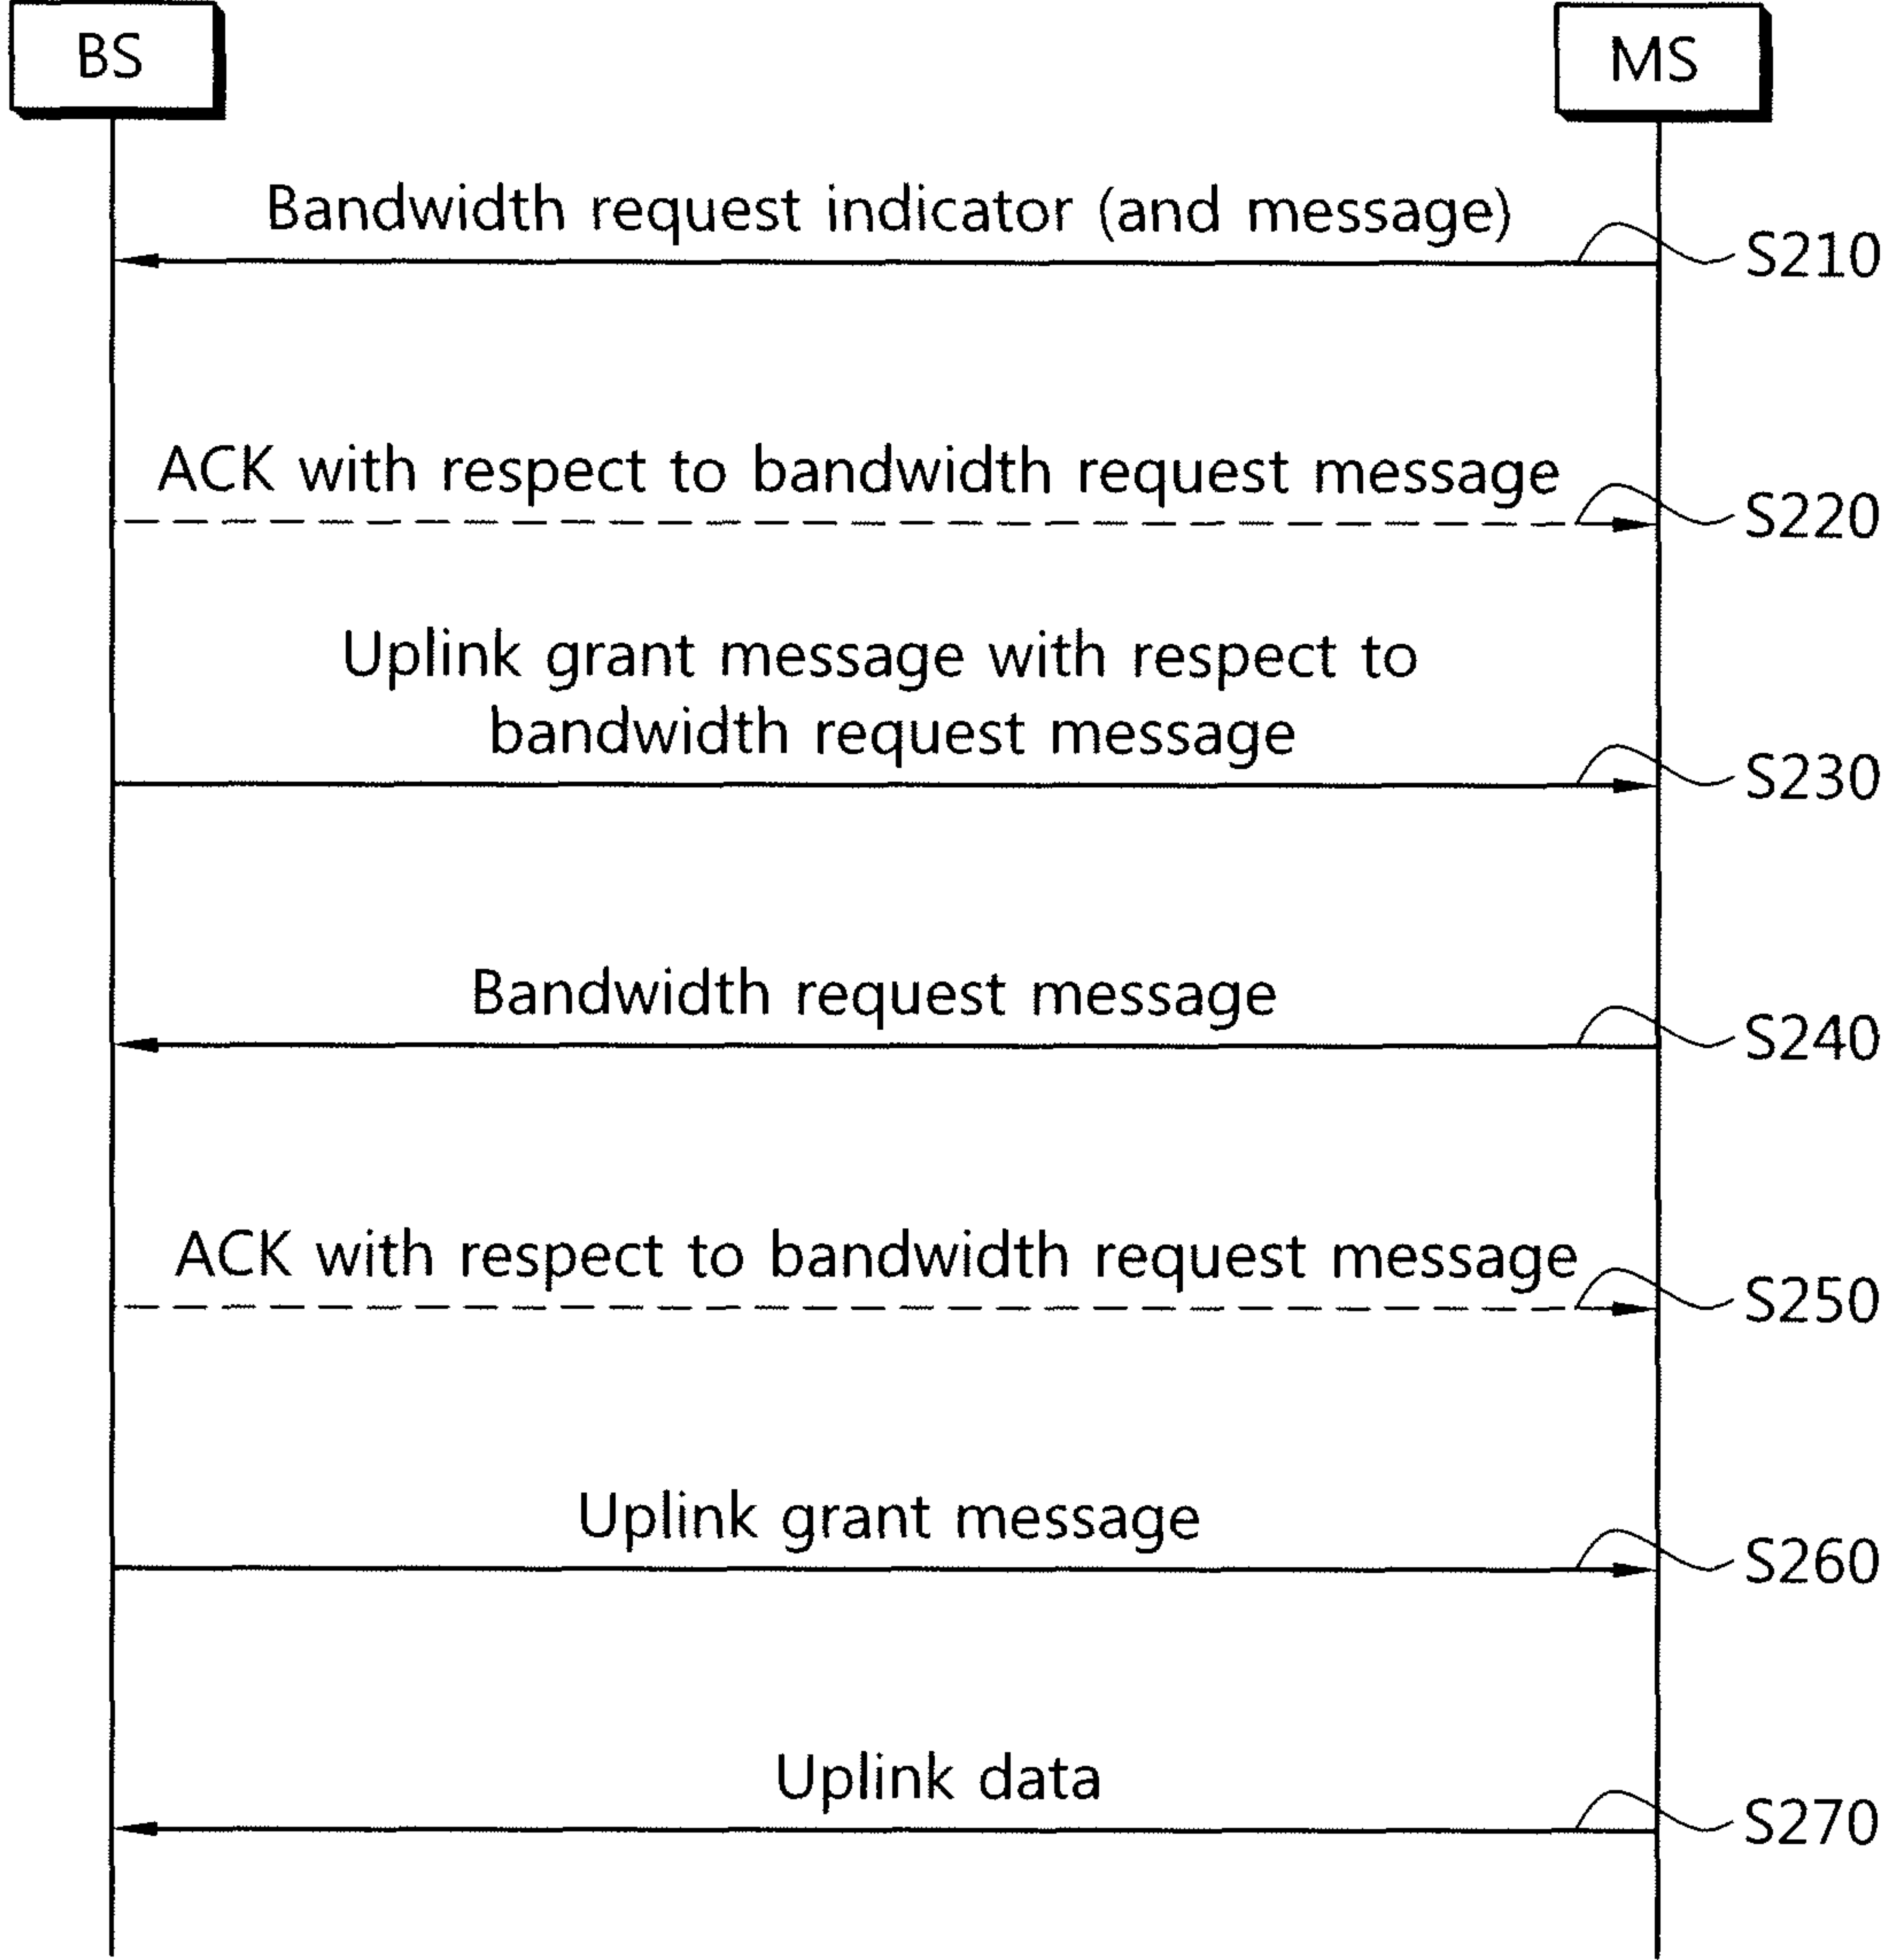 BS
MS
Bandwidth request indicator (and message)
S210
ACK with respect to bandwidth request message
S220
Uplink grant message with respect to
bandwidth request message
S230
Bandwidth request message
S240
ACK with respect to bandwidth request message
S250
Uplink grant message
S260
Uplink data
S270